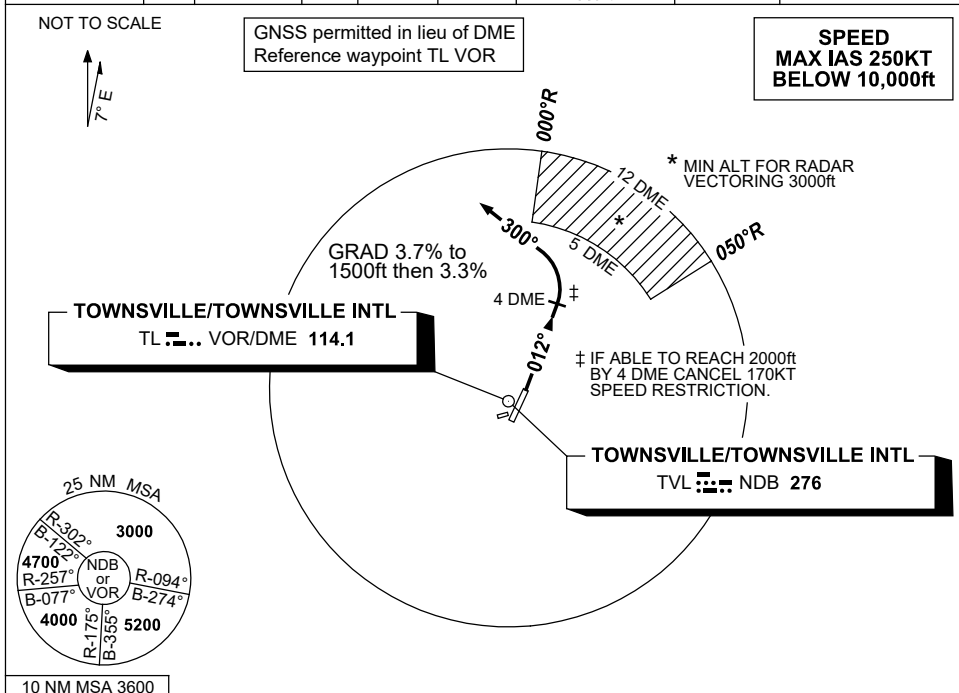 NOT TO SCALE
7° E
GNSS permitted in lieu of DME
Reference waypoint TL VOR
SPEED
MAX IAS 250KT
BELOW 10,000ft
000°R
* MIN ALT FOR RADAR
VECTORING 3000ft
12 DME
*
050°R
5 DME
300°
GRAD 3.7% to
1500ft then 3.3%
4 DME ‡
TOWNSVILLE/TOWNSVILLE INTL
TL VOR/DME 114.1
012°
‡ IF ABLE TO REACH 2000ft
BY 4 DME CANCEL 170KT
SPEED RESTRICTION.
TOWNSVILLE/TOWNSVILLE INTL
TVL NDB 276
25 NM MSA
R-302°
B-122°
3000
4700
NDB
or
VOR
R-257°
B-077°
R-094°
B-274°
4000
R-175°
B-355°
5200
10 NM MSA 3600